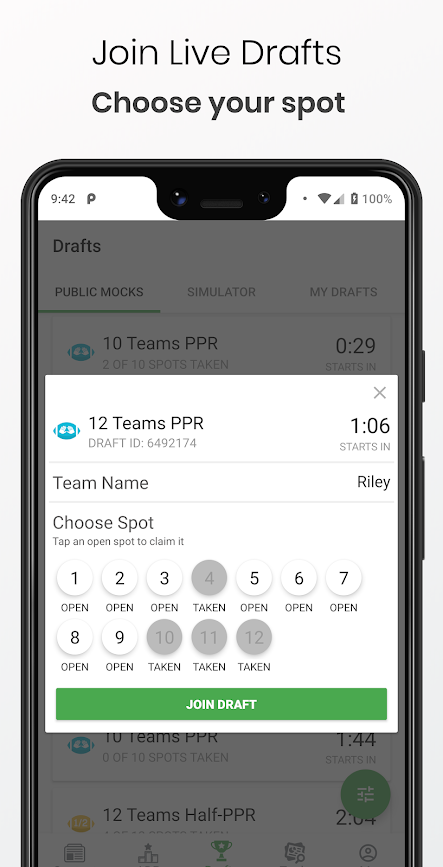 Join Live Drafts
Choose your spot
9:42
100%
Drafts
PUBLIC MOCKS SIMULATOR MY DRAFTS
10 Teams PPR 0:29
2 OF 10 SPOTS TAKEN STARTS IN
12 Teams PPR 1:06
DRAFT ID: 6492174 STARTS IN
Team Name Riley
Choose Spot
Tap an open spot to claim it
1 2 3 4 5 6 7
OPEN OPEN OPEN TAKEN OPEN OPEN OPEN
8 9 10 11 12
OPEN OPEN TAKEN TAKEN TAKEN
JOIN DRAFT
10 Teams PPR 1:44
0 OF 10 SPOTS TAKEN STARTS IN
12 Teams Half-PPR 2:04